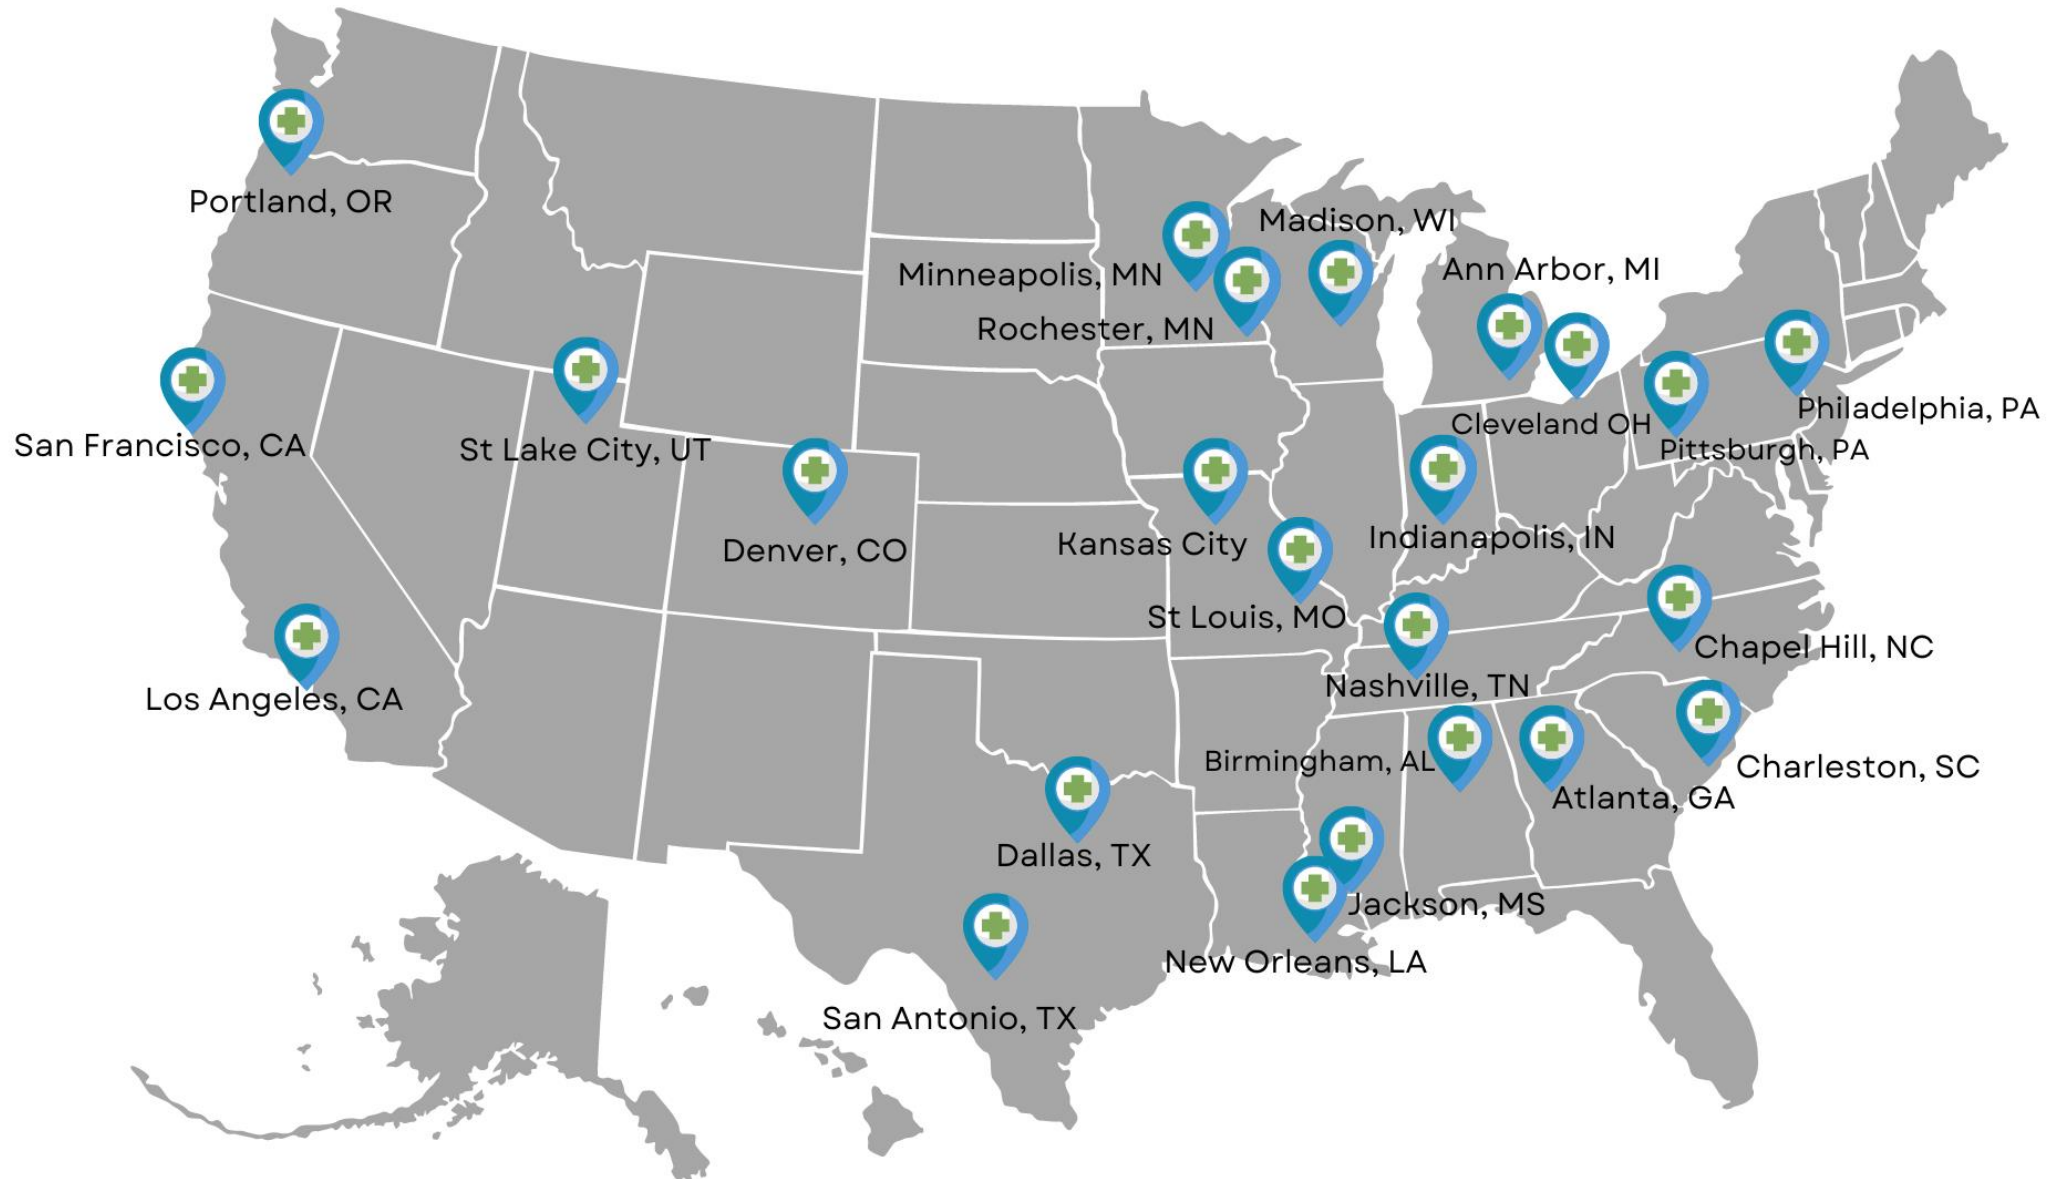 Portland, OR
Madison, WI
Minneapolis, MN
Ann Arbor, MI
Rochester, MN
Philadelphia, PA
Cleveland OH
San Francisco, CA
St Lake City, UT
Pittsburgh, PA
Denver, CO
Kansas City
Indianapolis, IN
St Louis, MO
Chapel Hill, NC
Nashville, TN
Los Angeles, CA
Birmingham, AL
Charleston, SC
Atlanta, GA
Dallas, TX
Jackson, MS
New Orleans, LA
San Antonio, TX